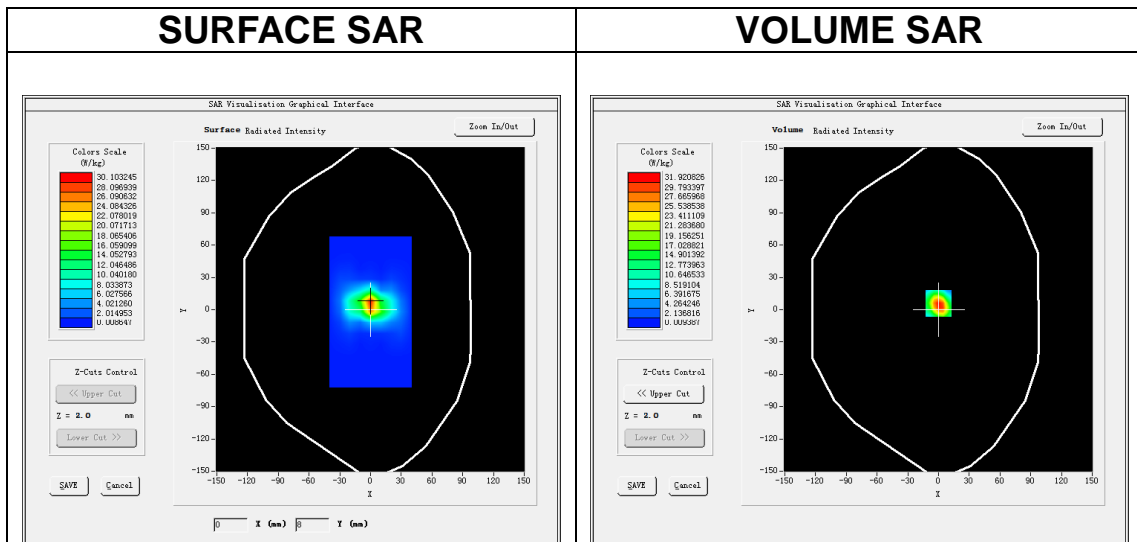 SURFACE SAR
VOLUME SAR
SAR Visualisation Graphical Interface
Surface Radiated Intensity
Zoom In/Out
Colors Scale
(W/kg)
30.103245
28.096939
26.090632
24.084326
22.078019
20.071713
18.065406
16.059099
14.052793
12.046486
10.040180
8.033873
6.027566
4.021260
2.014953
0.008647
Z-Cuts Control
<< Upper Cut
Z = 2.0 mm
Lower Cut >>
SAVE Cancel
150
90
60
30
0
-30
-60
-90
-120
-150
Y
-150 -120 -90 -60 -30 0 30 60 90 120 150
X
0 X (mm) 8 Y (mm)
SAR Visualisation Graphical Interface
Volume Radiated Intensity
Zoom In/Out
Colors Scale
(W/kg)
31.920826
29.793397
27.665968
25.538538
23.411109
21.283680
19.156251
17.028821
14.901392
12.773963
10.646533
8.519104
6.391675
4.264246
2.136816
0.009387
Z-Cuts Control
<< Upper Cut
Z = 2.0 mm
Lower Cut >>
SAVE Cancel
150
90
60
30
0
-30
-60
-90
-120
-150
Y
-150 -120 -90 -60 -30 0 30 60 90 120 150
X